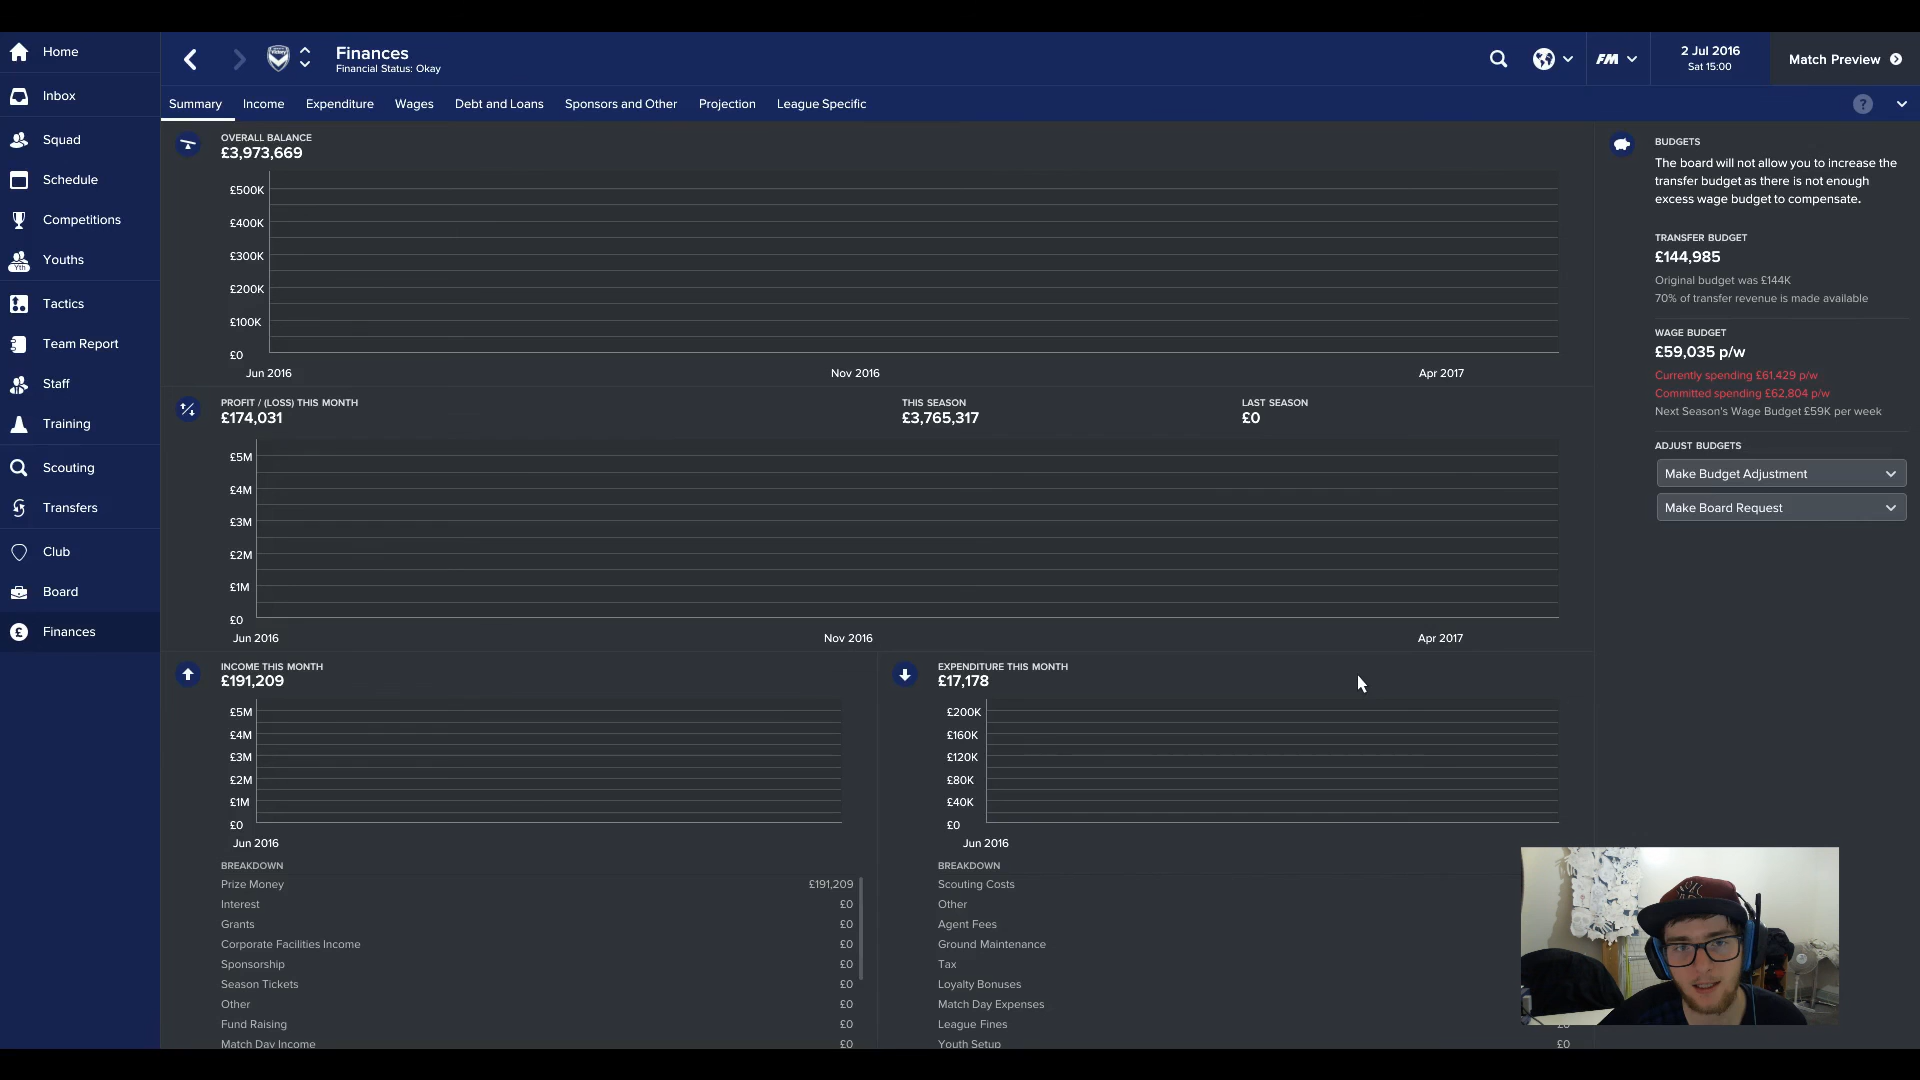 Home
Inbox
Squad
Schedule
Competitions
Youths
Tactics
Team Report
Staff
Training
Scouting
Transfers
Club
Board
Finances
Finances
Financial Status: Okay
FM
2 Jul 2016
Sat 15:00
Match Preview
Summary Income Expenditure Wages Debt and Loans Sponsors and Other Projection League Specific
?
OVERALL BALANCE
£3,973,669
£500K
£400K
£300K
£200K
£100K
£0
Jun 2016 Nov 2016 Apr 2017
PROFIT / (LOSS) THIS MONTH
£174,031
THIS SEASON
£3,765,317
LAST SEASON
£0
£5M
£4M
£3M
£2M
£1M
£0
Jun 2016 Nov 2016 Apr 2017
INCOME THIS MONTH
£191,209
£5M
£4M
£3M
£2M
£1M
£0
Jun 2016
BREAKDOWN
Prize Money £191,209
Interest £0
Grants £0
Corporate Facilities Income £0
Sponsorship £0
Season Tickets £0
Other £0
Fund Raising £0
Match Day Income £0
EXPENDITURE THIS MONTH
£17,178
£200K
£160K
£120K
£80K
£40K
£0
Jun 2016
BREAKDOWN
Scouting Costs
Other
Agent Fees
Ground Maintenance
Tax
Loyalty Bonuses
Match Day Expenses
League Fines £0
Youth Setup £0
BUDGETS
The board will not allow you to increase the
transfer budget as there is not enough
excess wage budget to compensate.
TRANSFER BUDGET
£144,985
Original budget was £144K
70% of transfer revenue is made available
WAGE BUDGET
£59,035 p/w
Currently spending £61,429 p/w
Committed spending £62,804 p/w
Next Season's Wage Budget £59K per week
ADJUST BUDGETS
Make Budget Adjustment
Make Board Request